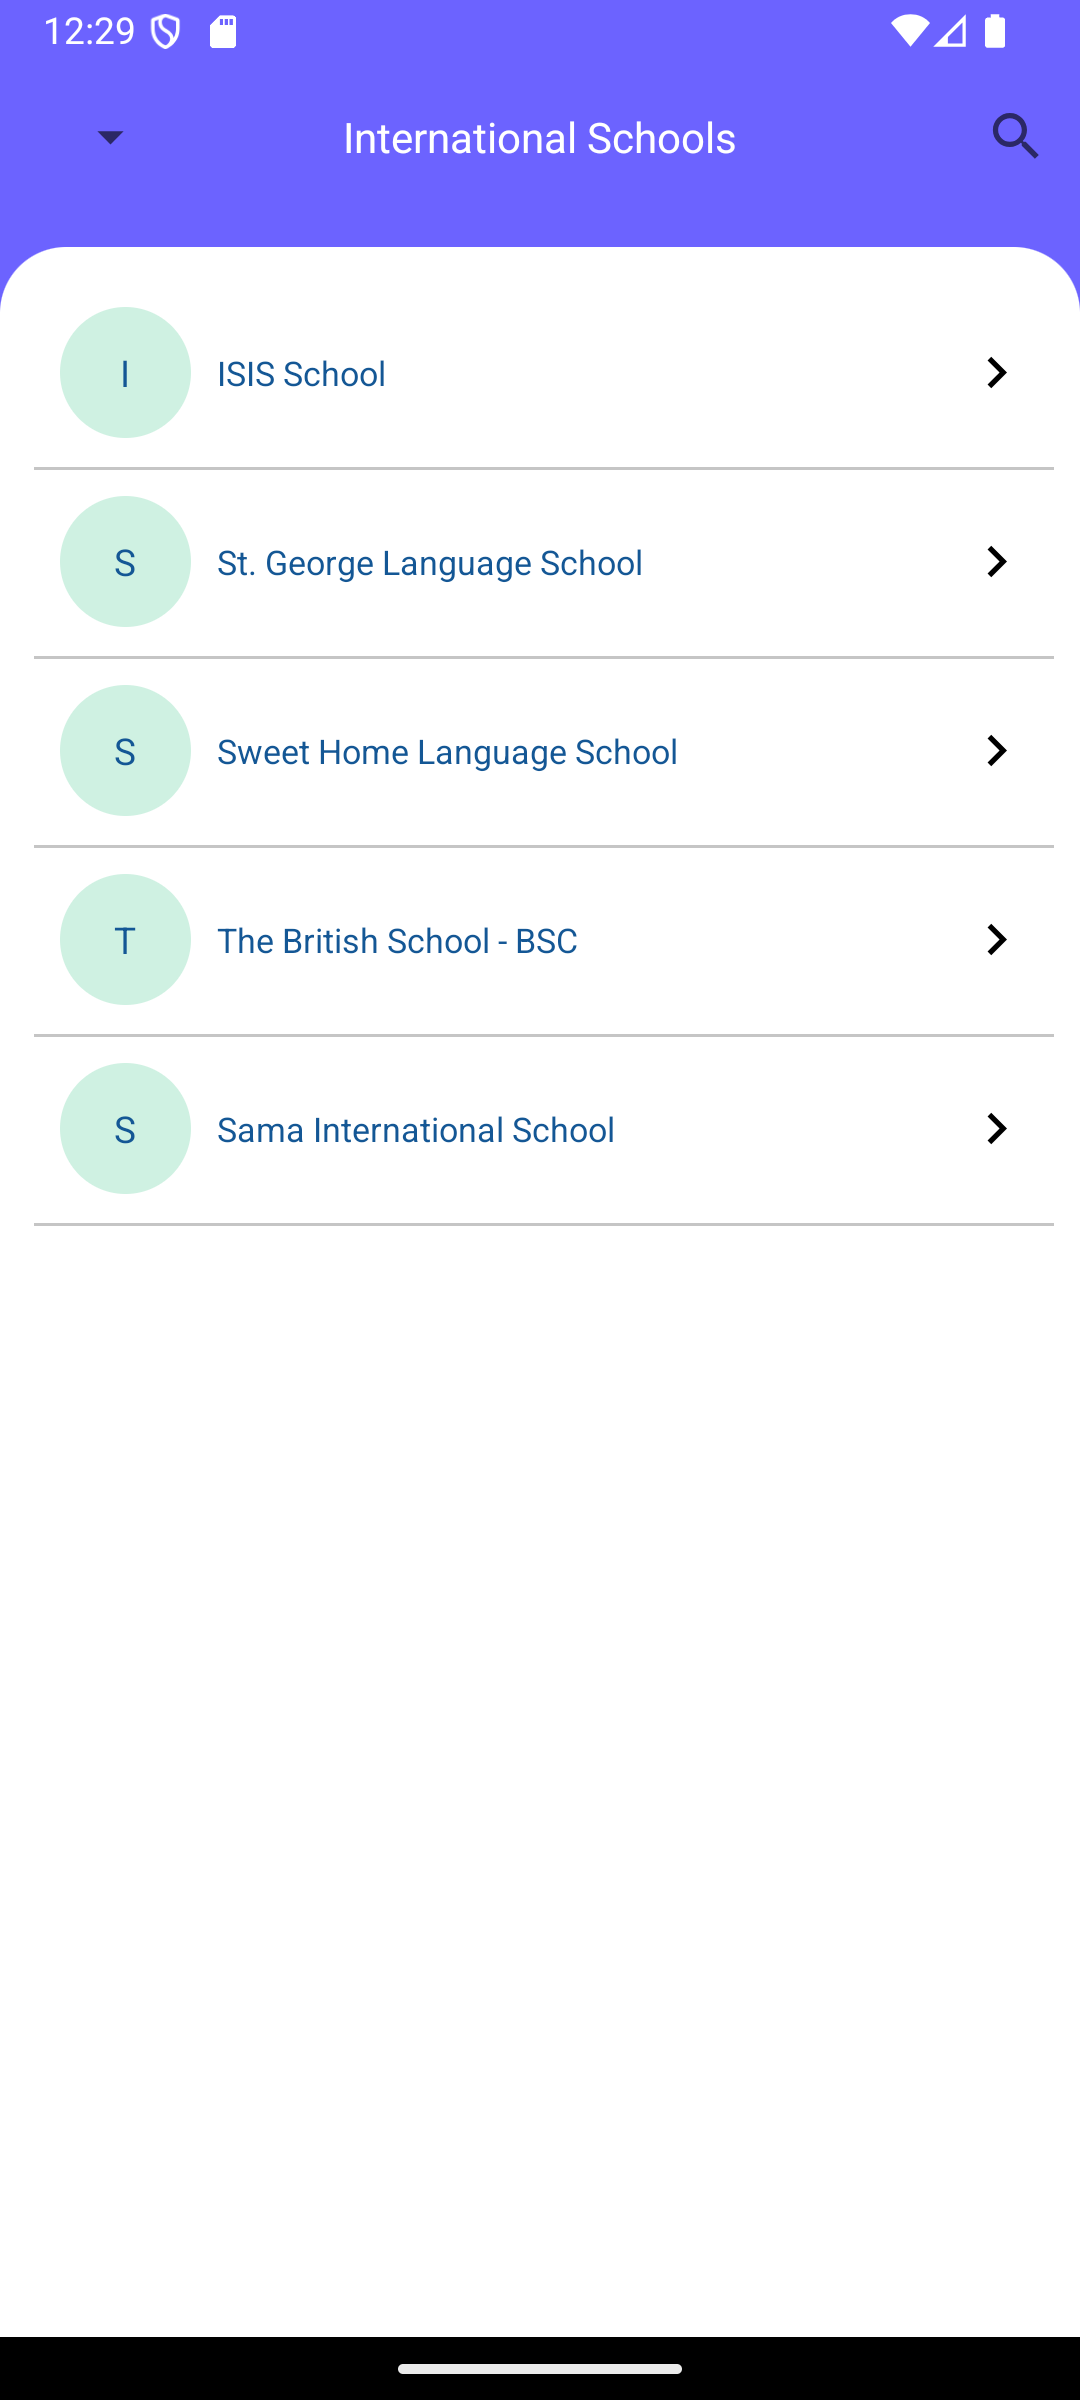 12:29
International Schools
I
ISIS School
S
St. George Language School
S
Sweet Home Language School
T
The British School - BSC
S
Sama International School